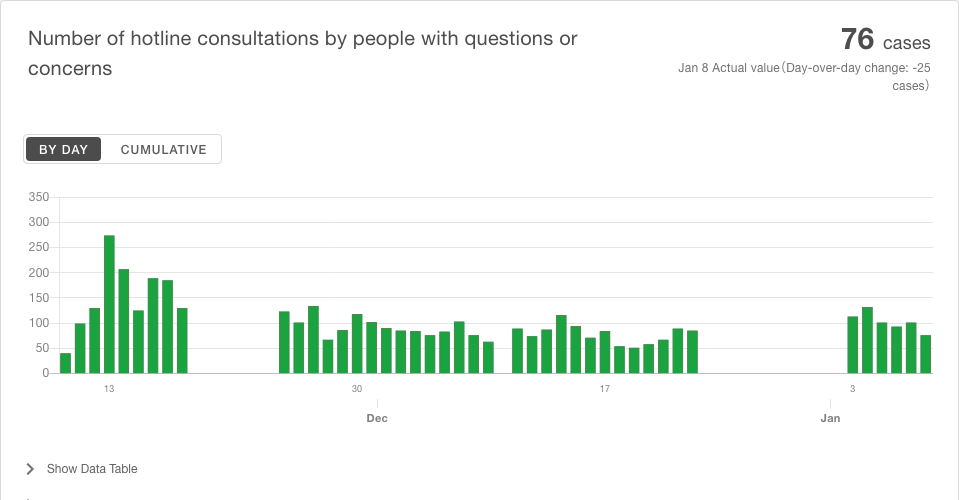 Number of hotline consultations by people with questions or
concerns
76 cases
Jan 8 Actual value(Day-over-day change: -25
cases)
BY DAY
CUMULATIVE
350
300
250
200
150
100
50
0
13
30
17
3
Dec
Jan
Show Data Table